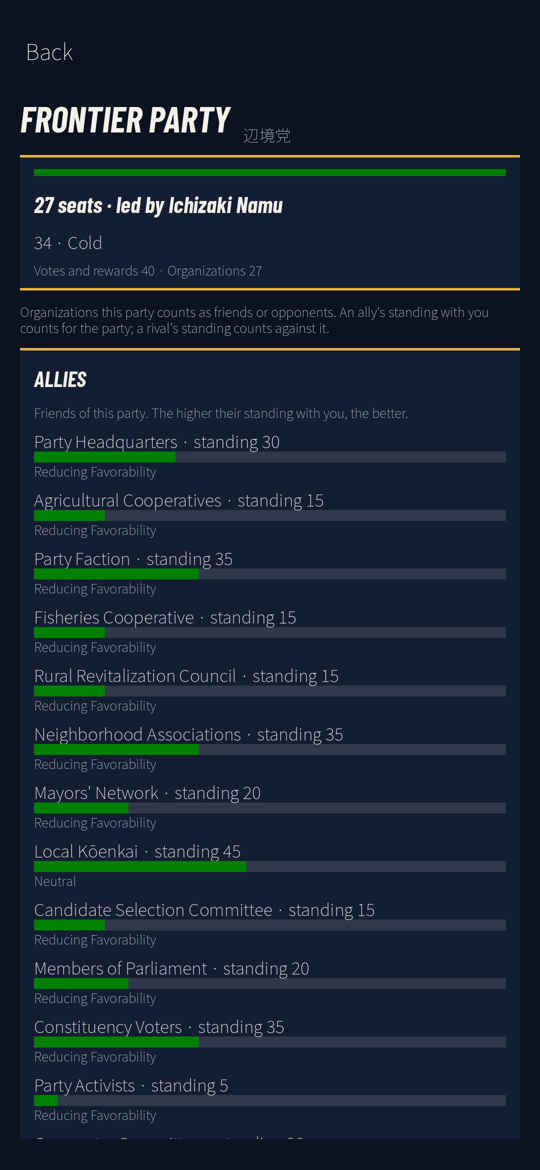 Back
FRONTIER PARTY 辺境党
27 seats · led by Ichizaki Namu
34 · Cold
Votes and rewards 40 · Organizations 27
Organizations this party counts as friends or opponents. An ally's standing with you
counts for the party; a rival's standing counts against it.
ALLIES
Friends of this party. The higher their standing with you, the better.
Party Headquarters · standing 30
Reducing Favorability
Agricultural Cooperatives · standing 15
Reducing Favorability
Party Faction · standing 35
Reducing Favorability
Fisheries Cooperative · standing 15
Reducing Favorability
Rural Revitalization Council · standing 15
Reducing Favorability
Neighborhood Associations · standing 35
Reducing Favorability
Mayors' Network · standing 20
Reducing Favorability
Local Kōenkai · standing 45
Neutral
Candidate Selection Committee · standing 15
Reducing Favorability
Members of Parliament · standing 20
Reducing Favorability
Constituency Voters · standing 35
Reducing Favorability
Party Activists · standing 5
Reducing Favorability